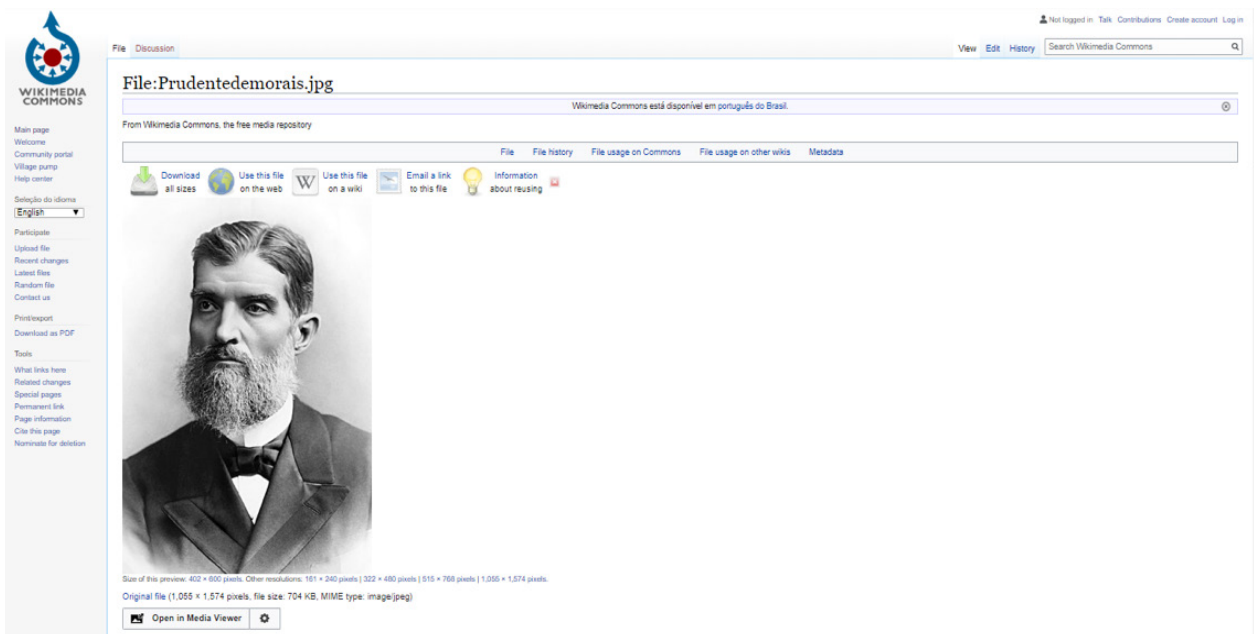 Not logged in Talk Contributions Create account Log in
File Discussion
View Edit History Search Wikimedia Commons
WIKIMEDIA
COMMONS
File:Prudentedemorais.jpg
Wikimedia Commons está disponível em português do Brasil.
From Wikimedia Commons, the free media repository
File File history File usage on Commons File usage on other wikis Metadata
Download
all sizes
Use this file
on the web
W
Use this file
on a wiki
Email a link
to this file
Information
about reusing
Main page
Welcome
Community portal
Village pump
Help center
Seleção do idioma
English
Participate
Upload file
Recent changes
Latest files
Random file
Contact us
Print/export
Download as PDF
Tools
What links here
Related changes
Special pages
Permanent link
Page information
Cite this page
Nominate for deletion
Size of this preview: 402 × 600 pixels. Other resolutions: 161 × 240 pixels | 322 × 480 pixels | 515 × 768 pixels | 1,055 × 1,574 pixels.
Original file (1,055 × 1,574 pixels, file size: 704 KB, MIME type: image/jpeg)
Open in Media Viewer